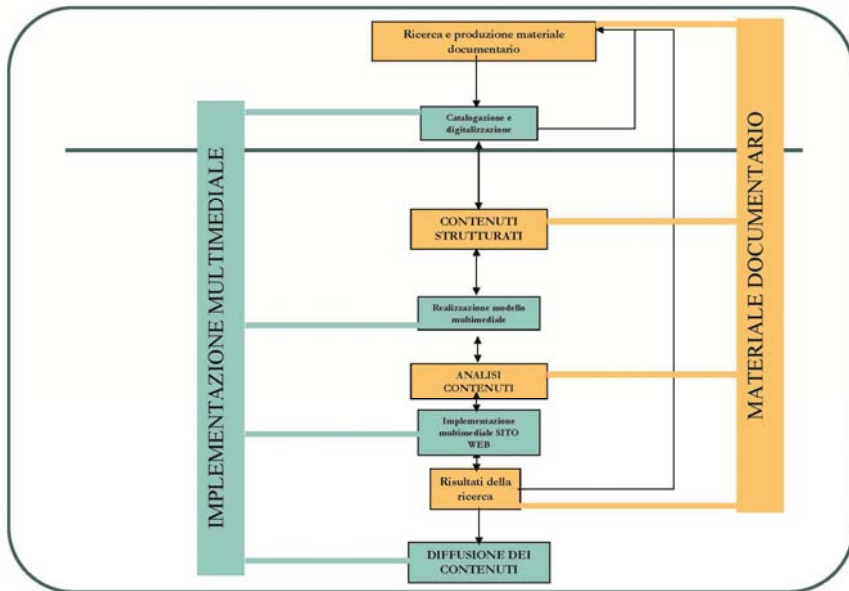 Ricerca e produzione materiale
documentario
Catalogazione e
digitalizzazione
CONTENUTI
STRUTTURATI
Realizzazione modello
multimediale
ANALISI
CONTENUTI
Implementazione
multimediale SITO
WEB
Risultati della
ricerca
DIFFUSIONE DEI
CONTENUTI
IMPLEMENTAZIONE MULTIMEDIALE
MATERIALE DOCUMENTARIO